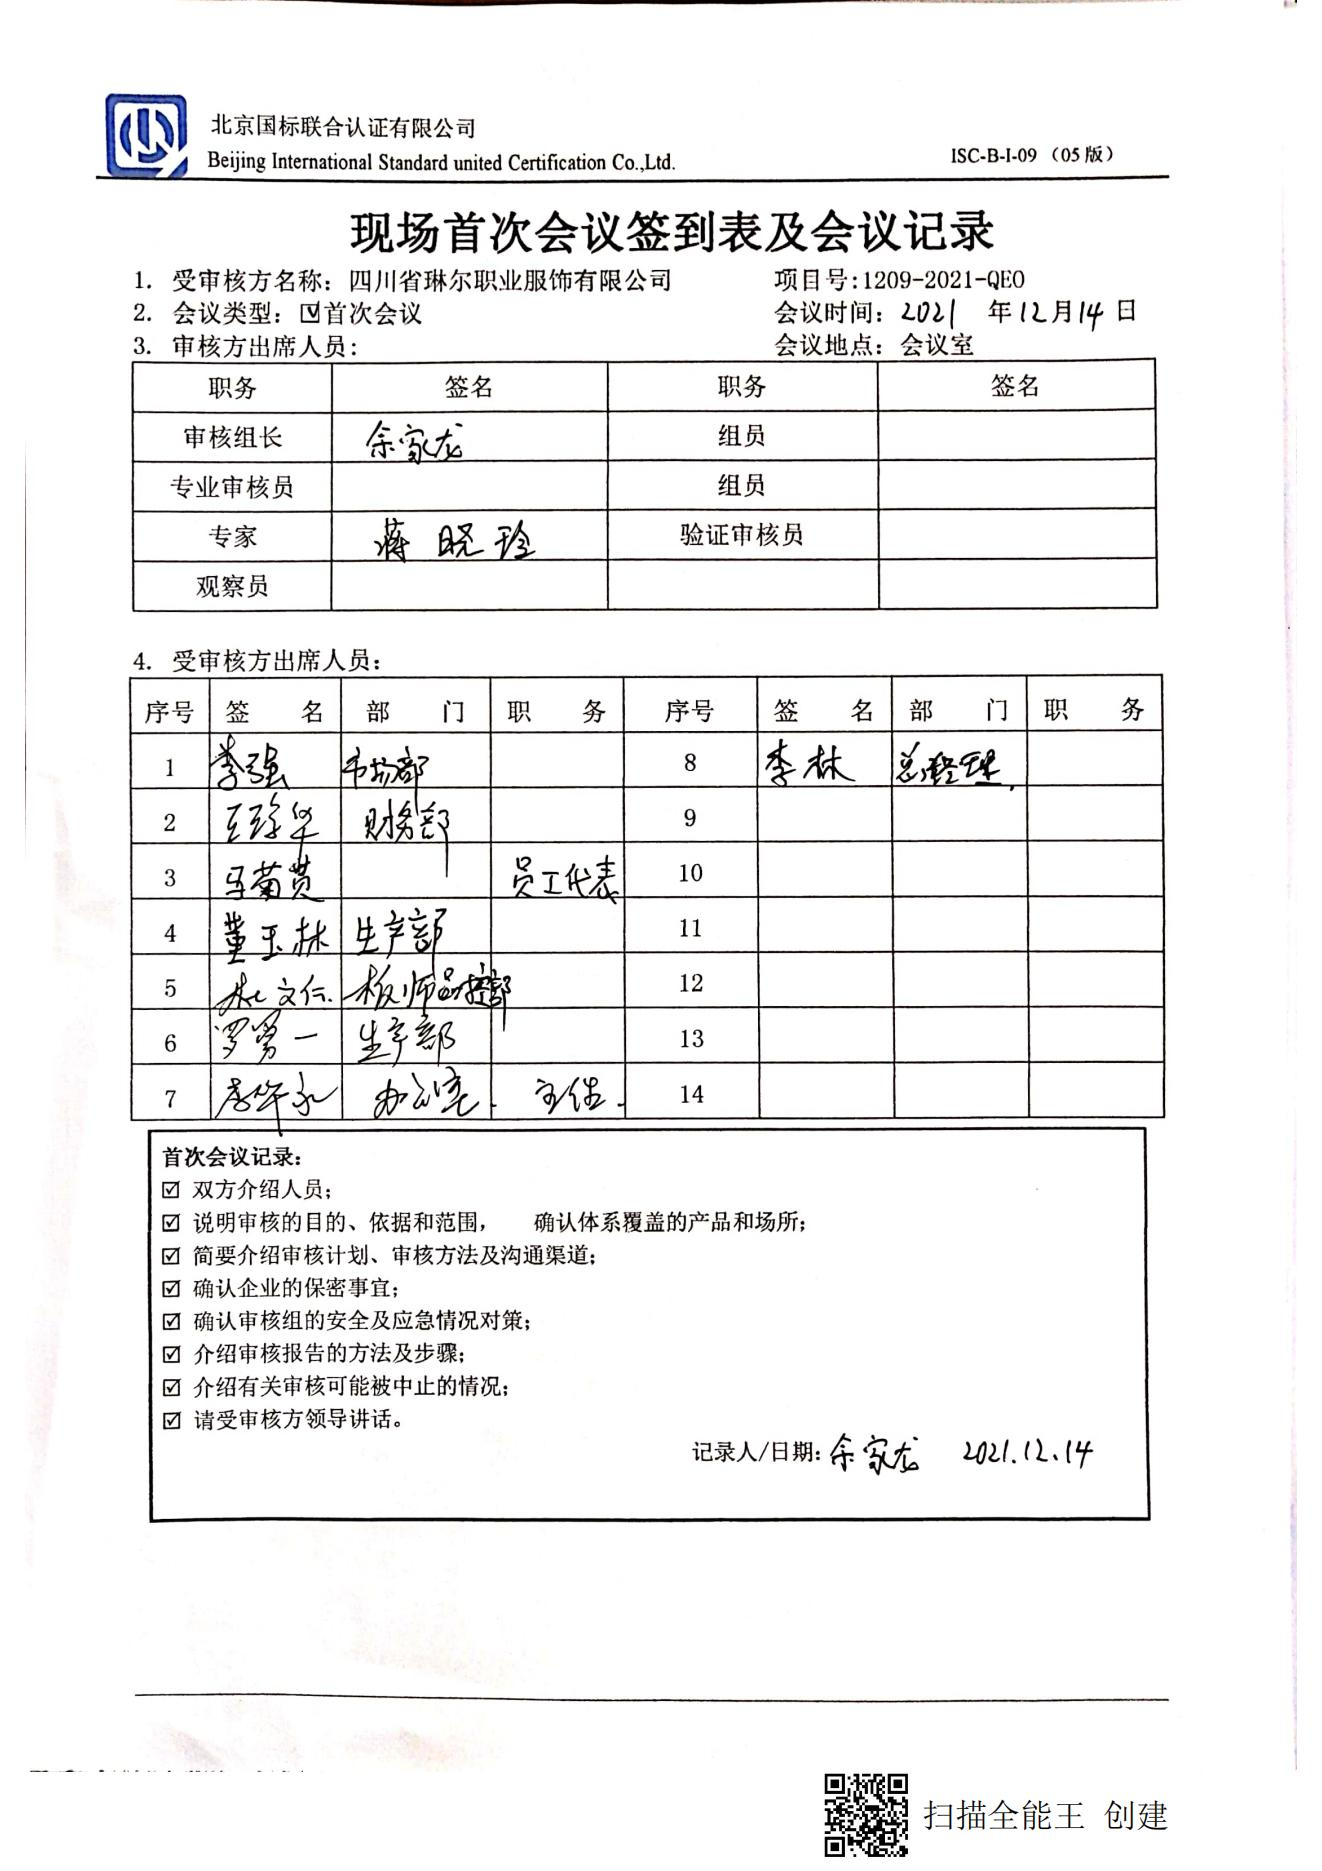 北京国标联合认证有限公司
Beijing International Standard united Certification Co.,Ltd.
ISC-B-I-09 （05版）
现场首次会议签到表及会议记录
1. 受审核方名称：四川省琳尔职业服饰有限公司 项目号:1209-2021-QEO
2. 会议类型：☑首次会议 会议时间：2021 年12月14日
3. 审核方出席人员: 会议地点：会议室
职务 签名 职务 签名
审核组长 余家龙 组员
专业审核员 组员
专家 蒋晓玲 验证审核员
观察员
4. 受审核方出席人员:
序号 签 名 部 门 职 务 序号 签 名 部 门 职 务
1 李强 市场部 8 李林 总经理
2 王 华 财务部 9
3 马菊 员工代表 10
4 董玉林 生产部 11
5 杜文 板师品控部 12
6 罗 一 生产部 13
7 李 办公室 主任 14
首次会议记录:
☑ 双方介绍人员;
☑ 说明审核的目的、依据和范围， 确认体系覆盖的产品和场所;
☑ 简要介绍审核计划、审核方法及沟通渠道;
☑ 确认企业的保密事宜;
☑ 确认审核组的安全及应急情况对策;
☑ 介绍审核报告的方法及步骤;
☑ 介绍有关审核可能被中止的情况;
☑ 请受审核方领导讲话。
记录人/日期: 余家龙 2021.12.14
扫描全能王 创建